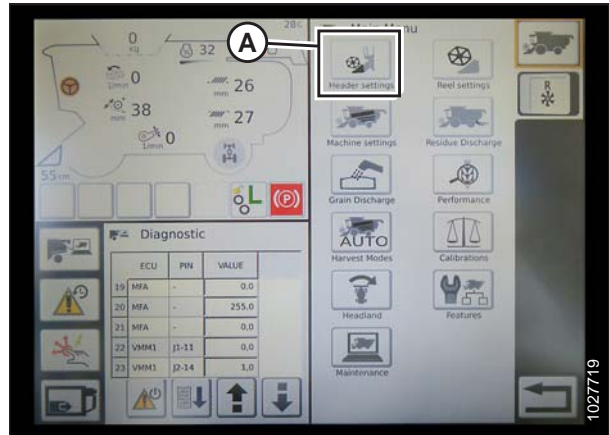 28c
0
kg
32
0
1/min
26
mm
38
mm
27
mm
0
1/min
55 cm
L
(P)
Diagnostic
ECU PIN VALUE
19 MFA - 0,0
20 MFA - 255,0
21 MFA - 0,0
22 VMM1 J1-11 0,0
23 VMM1 J2-14 1,0
Main Menu
A
Header settings
Reel settings
Machine settings
Residue Discharge
Grain Discharge
Performance
AUTO
Harvest Modes
Calibrations
Headland
Features
Maintenance
R
1027719